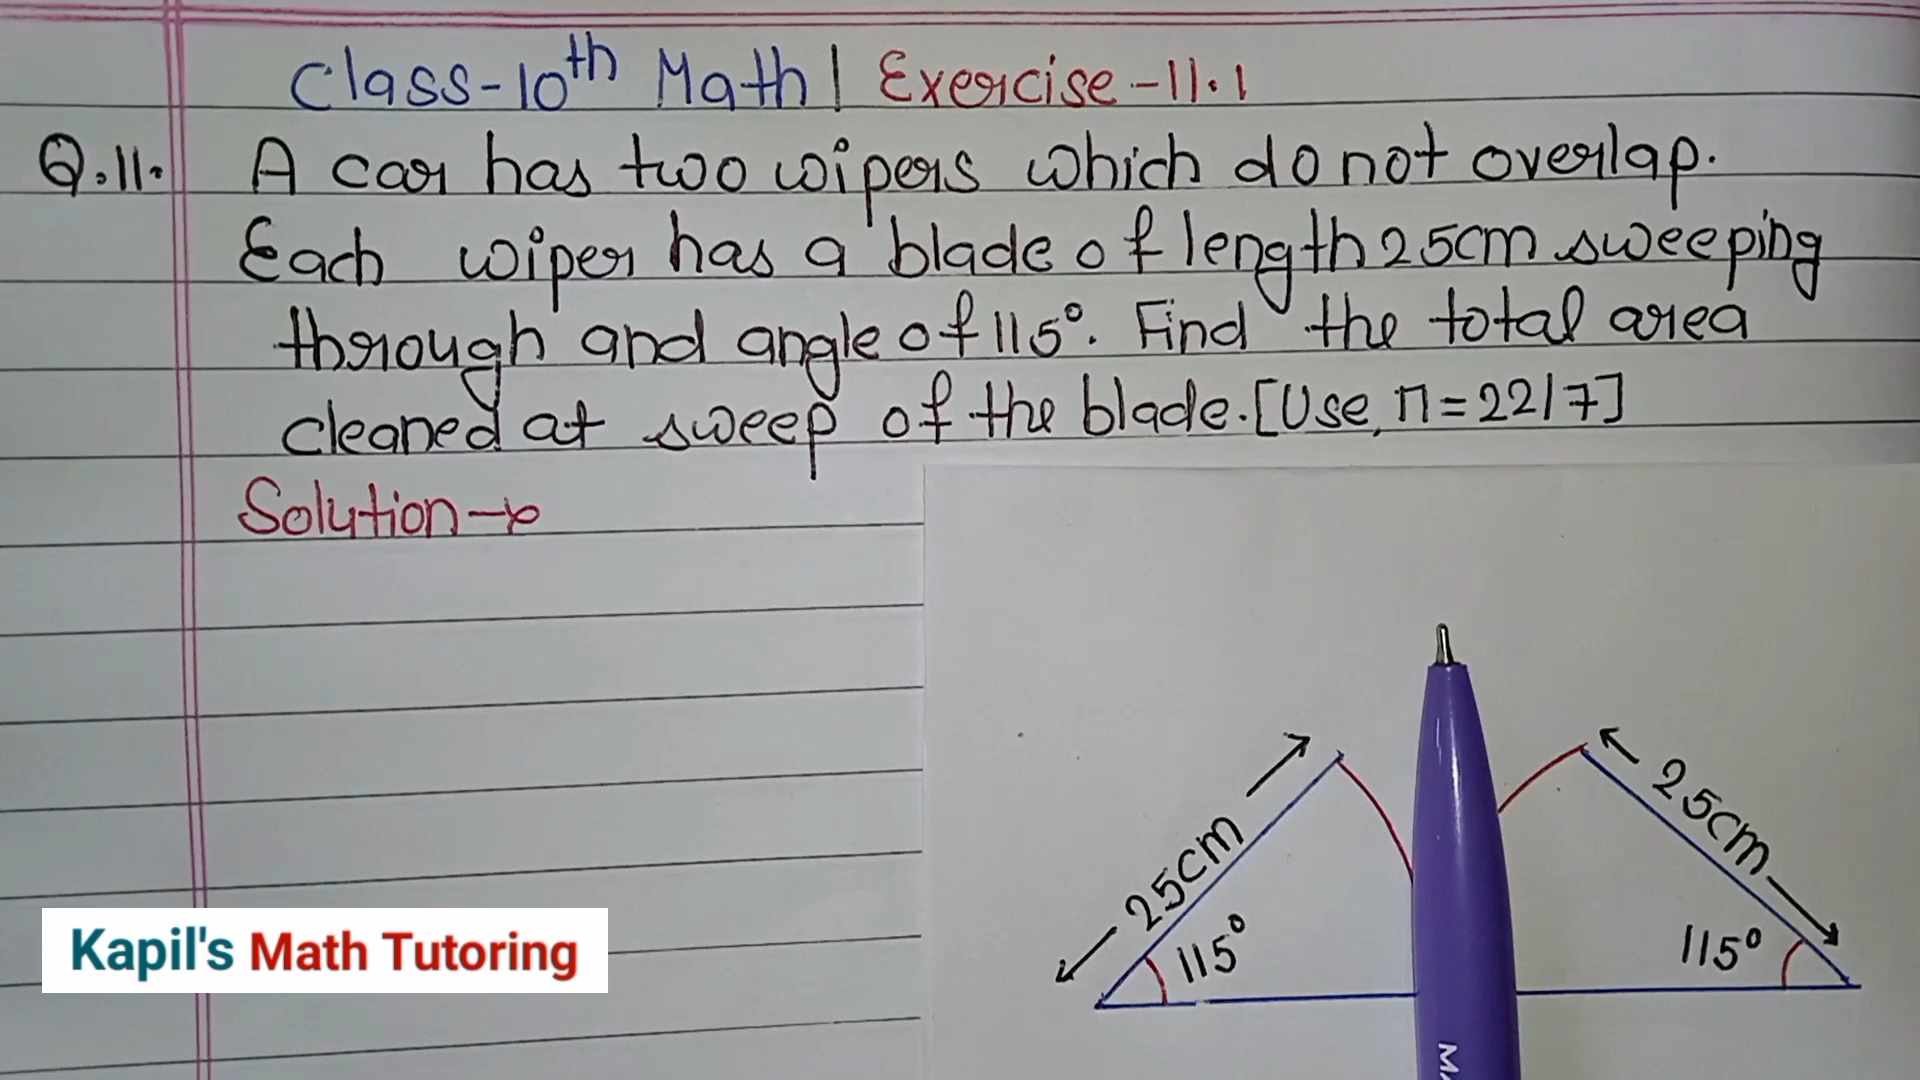 Class-10th Math | Exercise-11.1
Q.11. A car has two wipers which do not overlap.
Each wiper has a blade of length 25cm sweeping
through and angle of 115°. Find the total area
cleaned at sweep of the blade. [Use, π=22/7]
Solution→
25cm
25cm
115°
115°
Kapil's Math Tutoring